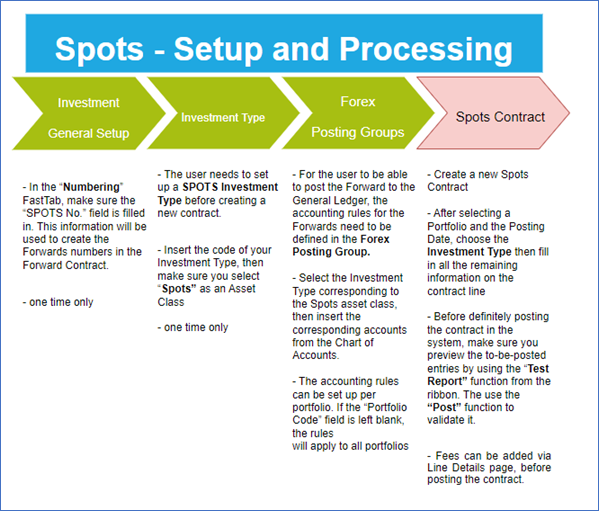 Spots - Setup and Processing
Investment
General Setup
Investment Type
Forex
Posting Groups
Spots Contract
- In the “Numbering”
FastTab, make sure the
“SPOTS No.” field is filled
in. This information will be
used to create the
Forwards numbers in the
Forward Contract.
- one time only
- The user needs to set
up a SPOTS Investment
Type before creating a
new contract.
- Insert the code of your
Investment Type, then
make sure you select
“Spots” as an Asset
Class
- one time only
- For the user to be able
to post the Forward to the
General Ledger, the
accounting rules for the
Forwards need to be
defined in the Forex
Posting Group.
- Select the Investment
Type corresponding to
the Spots asset class,
then insert the
corresponding accounts
from the Chart of
Accounts.
- The accounting rules
can be set up per
portfolio. If the “Portfolio
Code” field is left blank,
the rules
will apply to all portfolios
- Create a new Spots
Contract
- After selecting a
Portfolio and the Posting
Date, choose the
Investment Type then fill
in all the remaining
information on the
contract line
- Before definitely posting
the contract in the
system, make sure you
preview the to-be-posted
entries by using the “Test
Report” function from the
ribbon. The use the
“Post” function to
validate it.
- Fees can be added via
Line Details page, before
posting the contract.